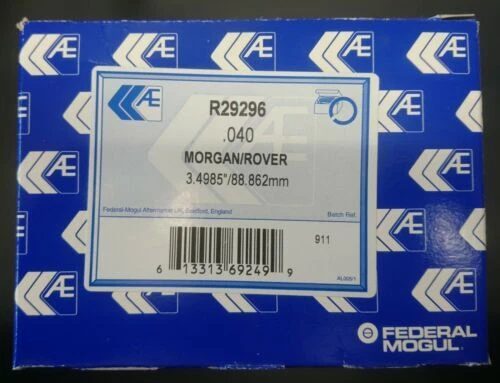 AE
R29296
.040
MORGAN/ROVER
3.4985"/88.862mm
Federal-Mogul Aftermarket UK, Bradford, England
Batch Ref.
911
6 13313 69249 9
AL005/1
FEDERAL
MOGUL